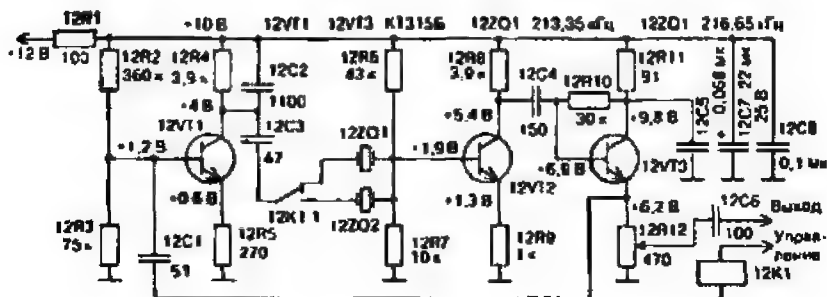 12R1
+10 В
12VT1
12VT3
КТ315Б
12ZQ1
213,35 кГц
12ZQ1
216,65 кГц
+12 В
100
12R2
360 к
12R4
3,9 к
12C2
1100
12R6
43 к
12R8
3,9 к
12C4
150
12R10
30 к
12R11
91
12C5
0,068 мк
12C7
22 мк
25 В
12C8
0,1 мк
+4 В
12C3
47
+1,2 В
12VT1
12ZQ1
+1,9 В
+5,4 В
12VT2
+9,8 В
12VT3
+0,6 В
12K1.1
12ZQ2
+1,3 В
+5,2 В
12R3
75 к
12C1
51
12R5
270
12R7
10 к
12R9
1 к
12R12
470
12C6
100
Выход
Управ-
ление
12K1